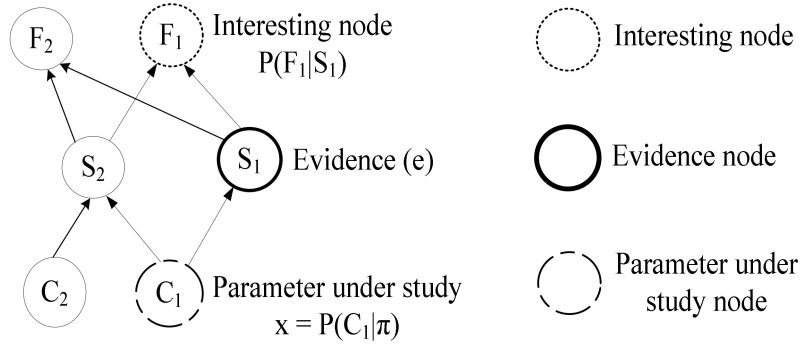 F2
F1
Interesting node
P(F1|S1)
Interesting node
S2
S1
Evidence (e)
Evidence node
C2
C1
Parameter under study
x = P(C1|π)
Parameter under
study node